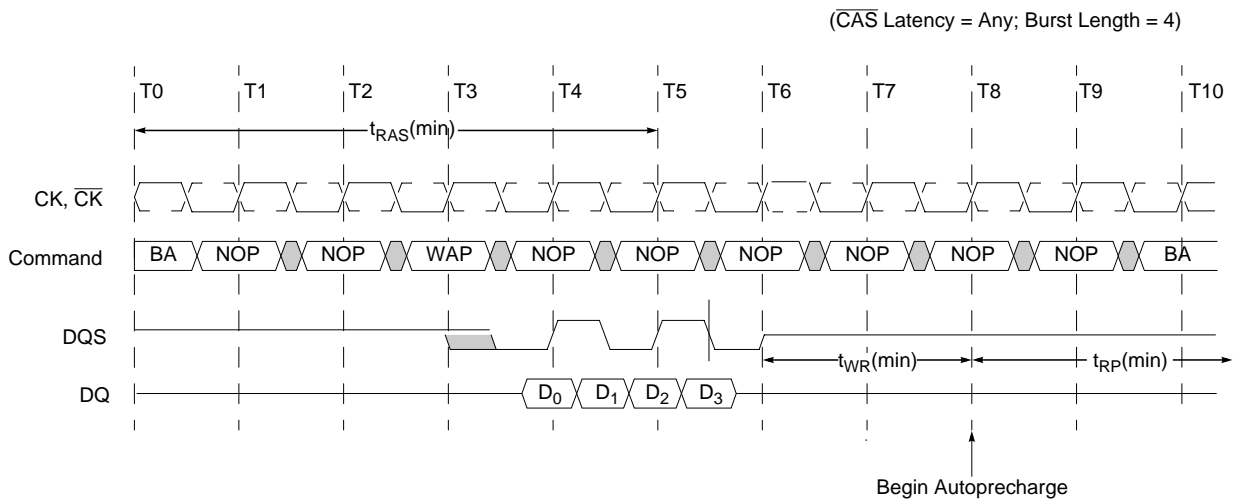 (C̅A̅S̅ Latency = Any; Burst Length = 4)
T0 T1 T2 T3 T4 T5 T6 T7 T8 T9 T10
tRAS(min)
CK, C̅K̅
Command BA NOP NOP WAP NOP NOP NOP NOP NOP NOP BA
DQS
tWR(min) tRP(min)
DQ D0 D1 D2 D3
Begin Autoprecharge